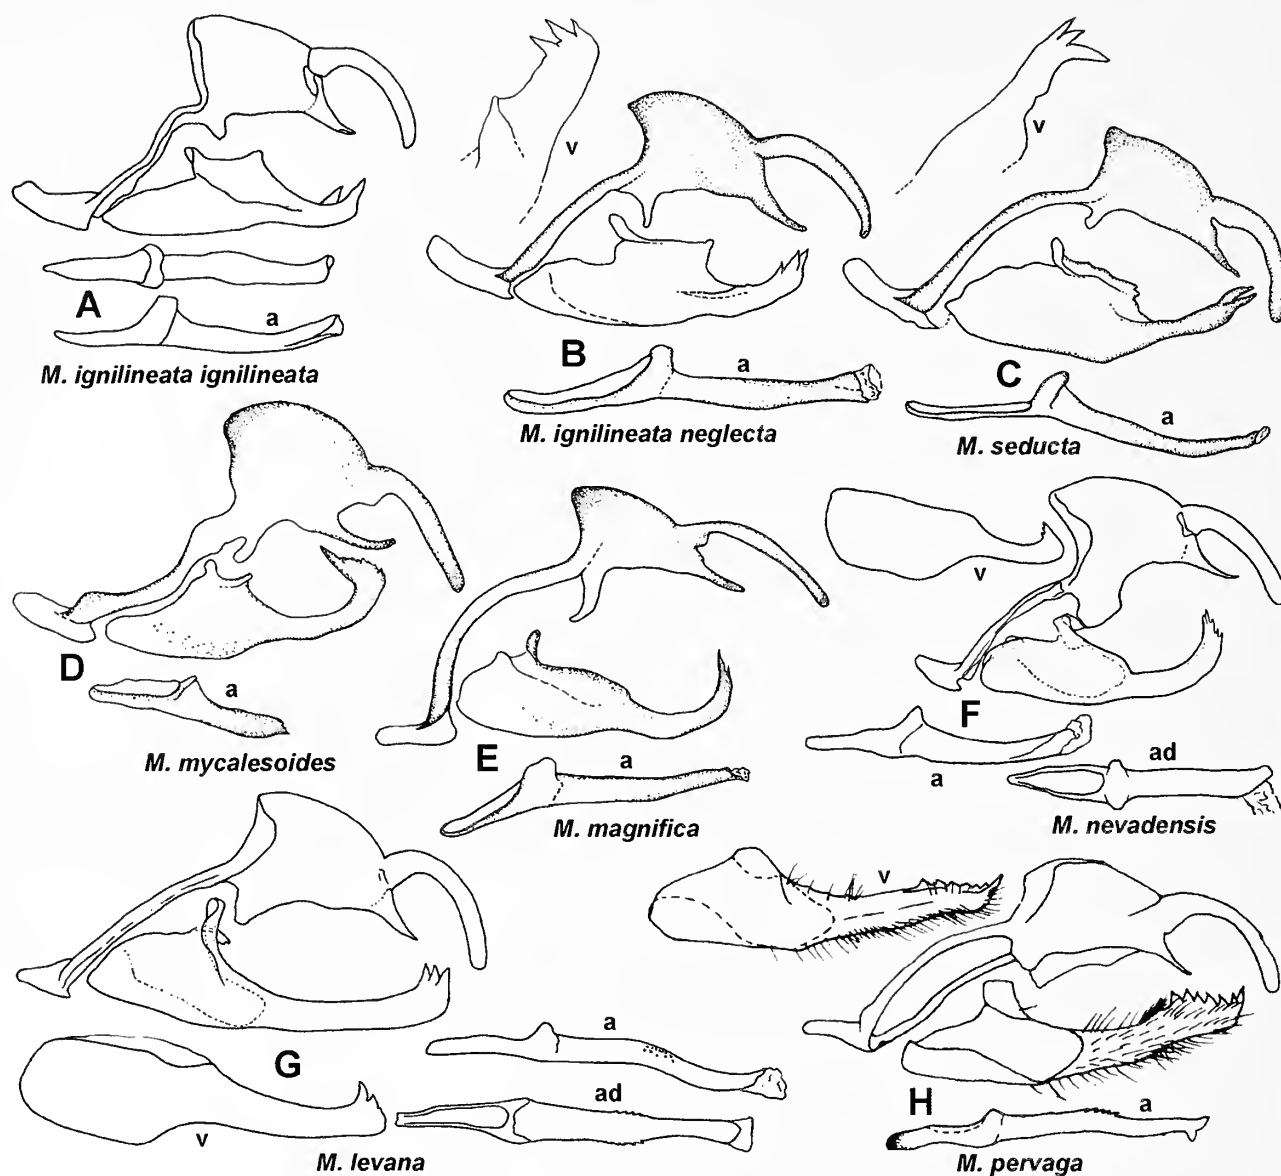 v
v
A
a
M. ignilineata ignilineata
B
a
M. ignilineata neglecta
C
a
M. seducta
D
a
M. mycalesoides
E
a
M. magnifica
v
F
a
ad
M. nevadensis
G
v
a
ad
M. levana
v
H
a
M. pervaga